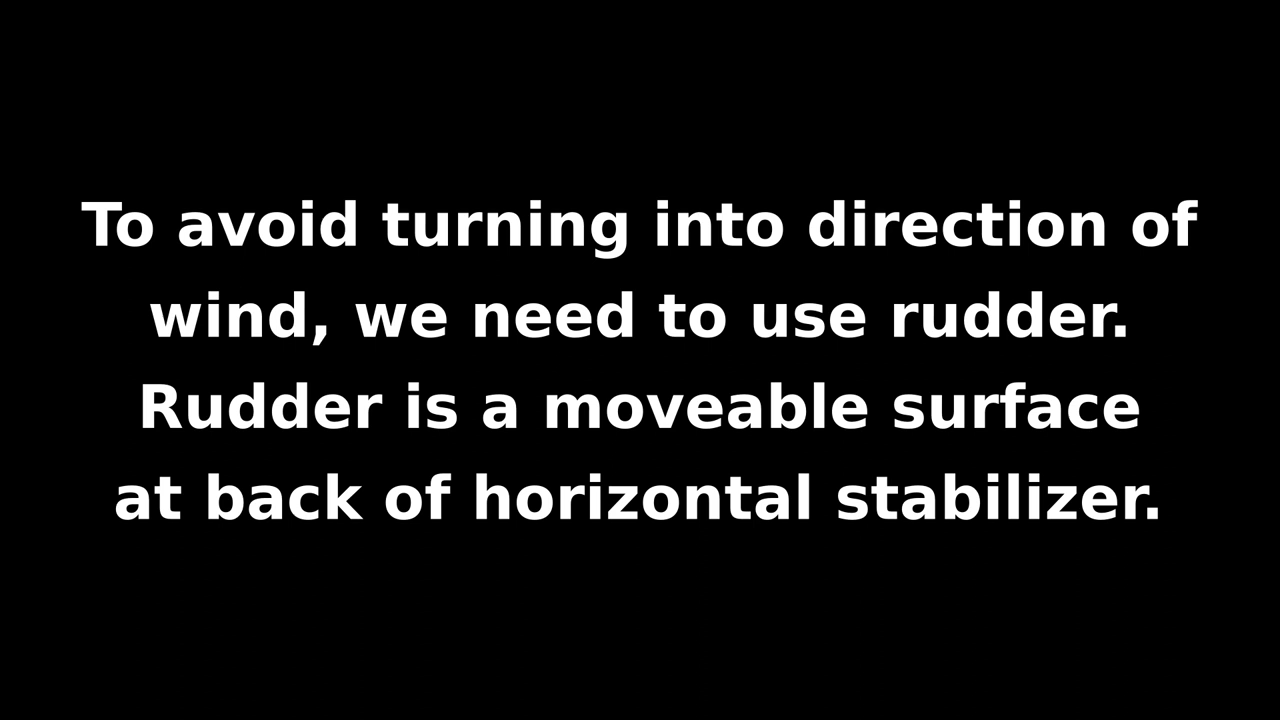 To avoid turning into direction of
wind, we need to use rudder.
Rudder is a moveable surface
at back of horizontal stabilizer.